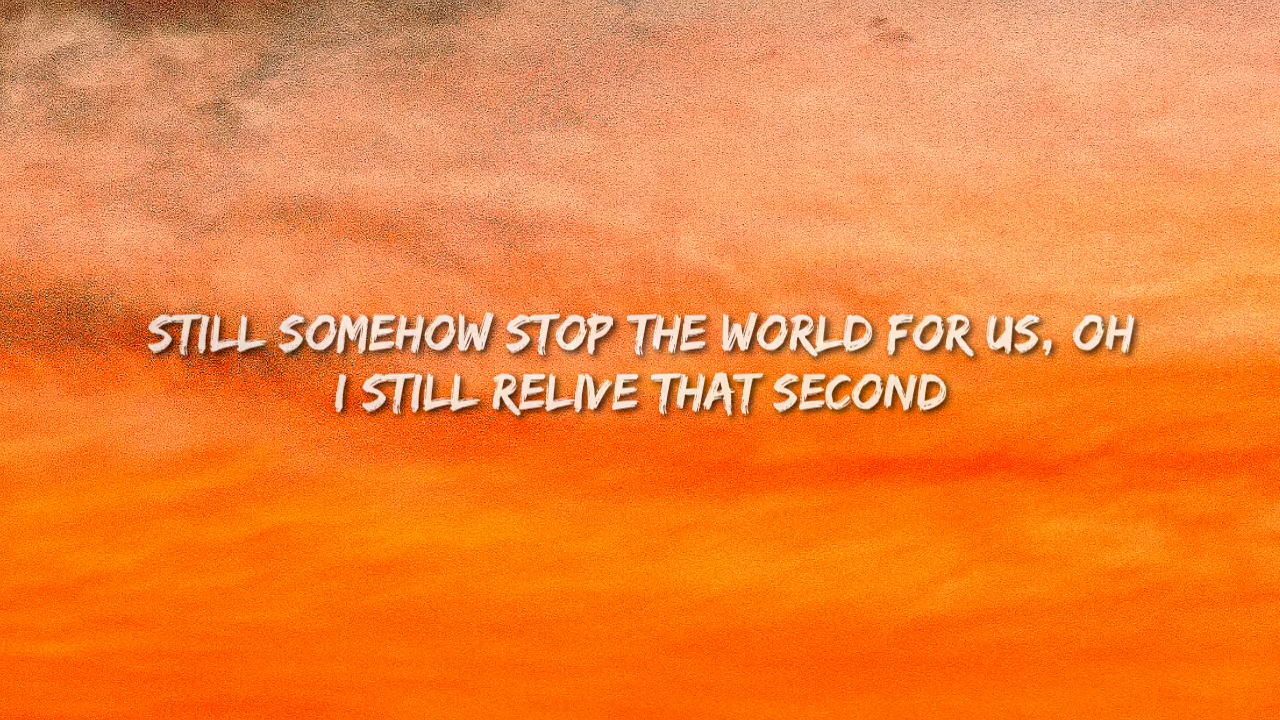 STILL SOMEHOW STOP THE WORLD FOR US, OH
I STILL RELIVE THAT SECOND